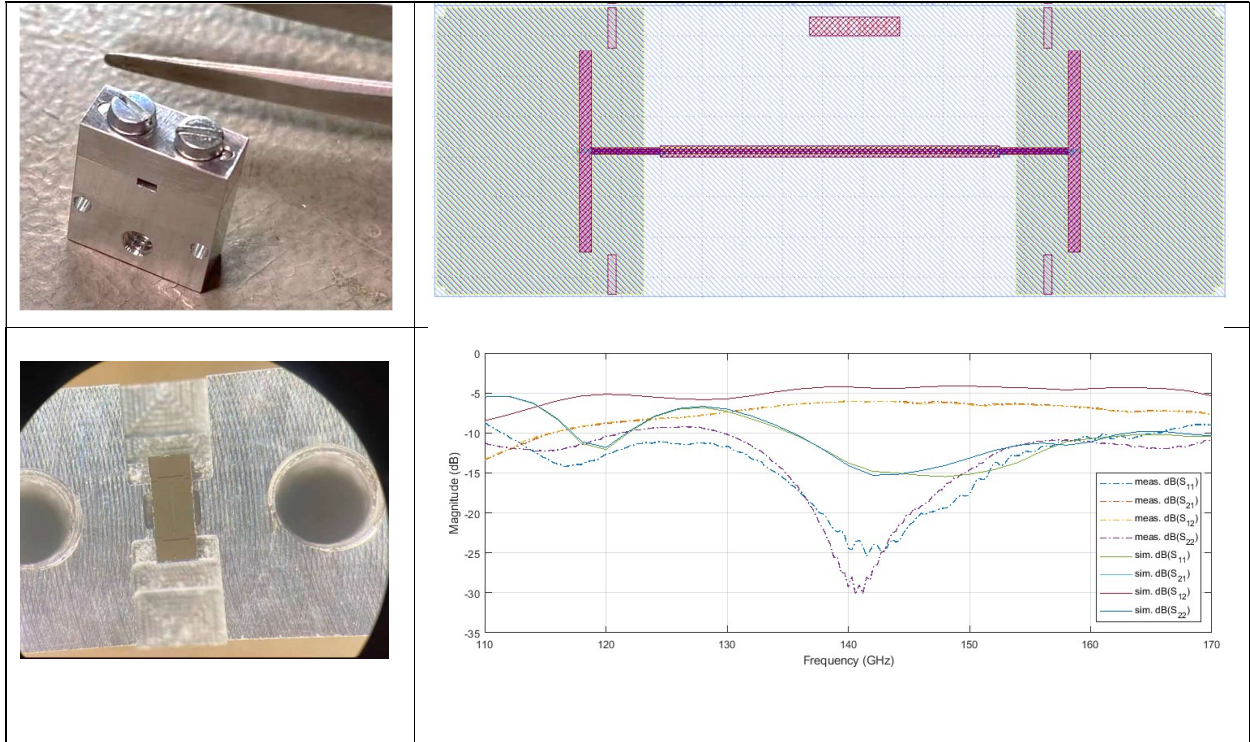 0
-5
-10
-15
-20
-25
-30
-35
Magnitude (dB)
110
120
130
140
150
160
170
Frequency (GHz)
meas. dB(S11)
meas. dB(S21)
meas. dB(S12)
meas. dB(S22)
sim. dB(S11)
sim. dB(S21)
sim. dB(S12)
sim. dB(S22)